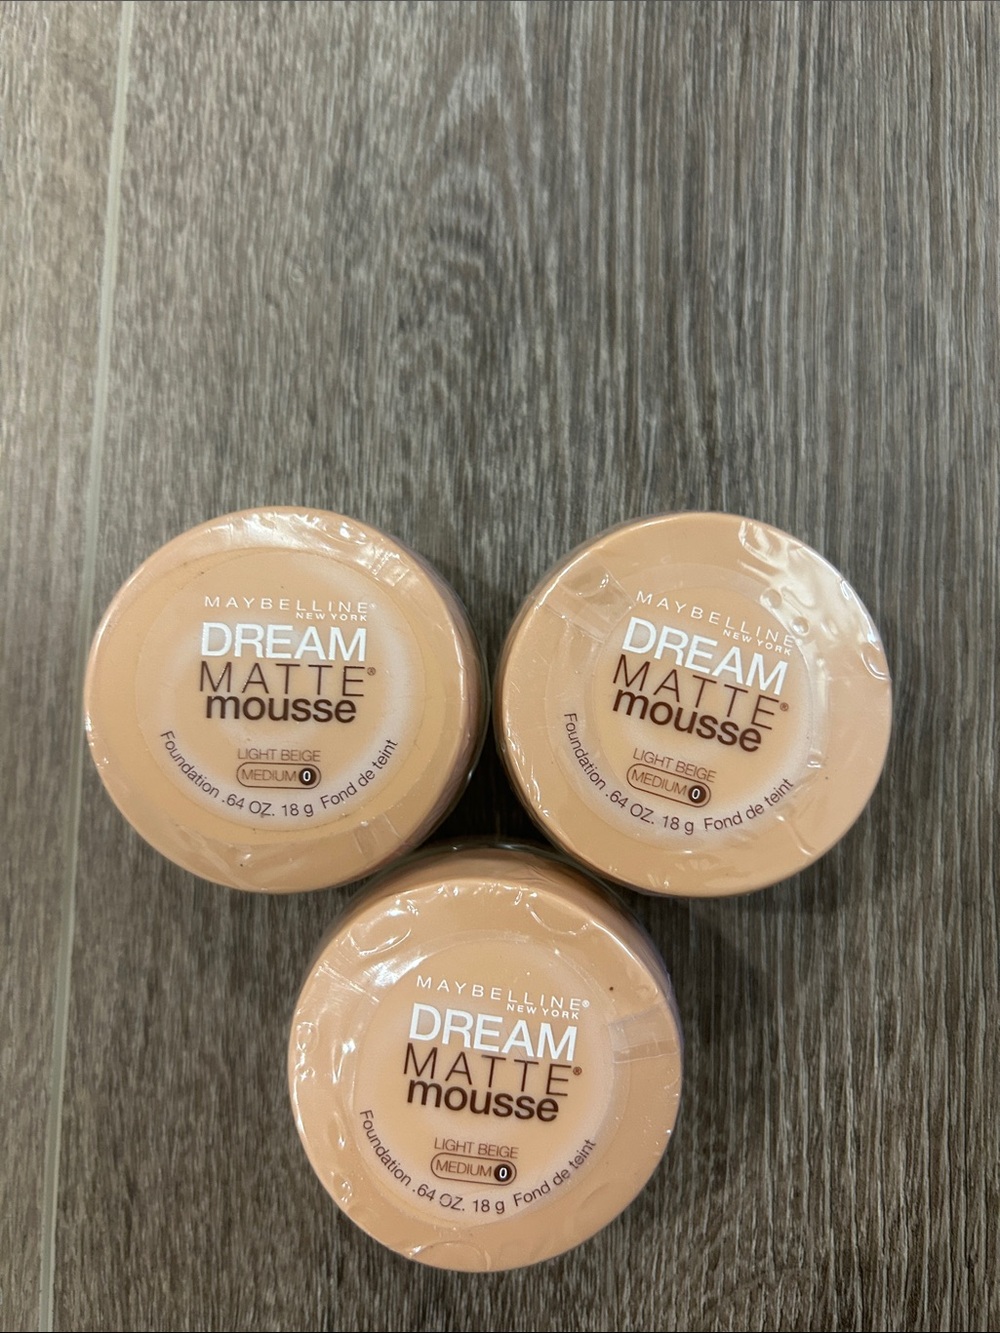 MAYBELLINE®
NEW YORK
DREAM
MATTE®
mousse
LIGHT BEIGE
MEDIUM 0
Foundation .64 OZ. 18 g Fond de teint
MAYBELLINE®
NEW YORK
DREAM
MATTE®
mousse
LIGHT BEIGE
MEDIUM 0
Foundation .64 OZ. 18 g Fond de teint
MAYBELLINE®
NEW YORK
DREAM
MATTE®
mousse
LIGHT BEIGE
MEDIUM 0
Foundation .64 OZ. 18 g Fond de teint